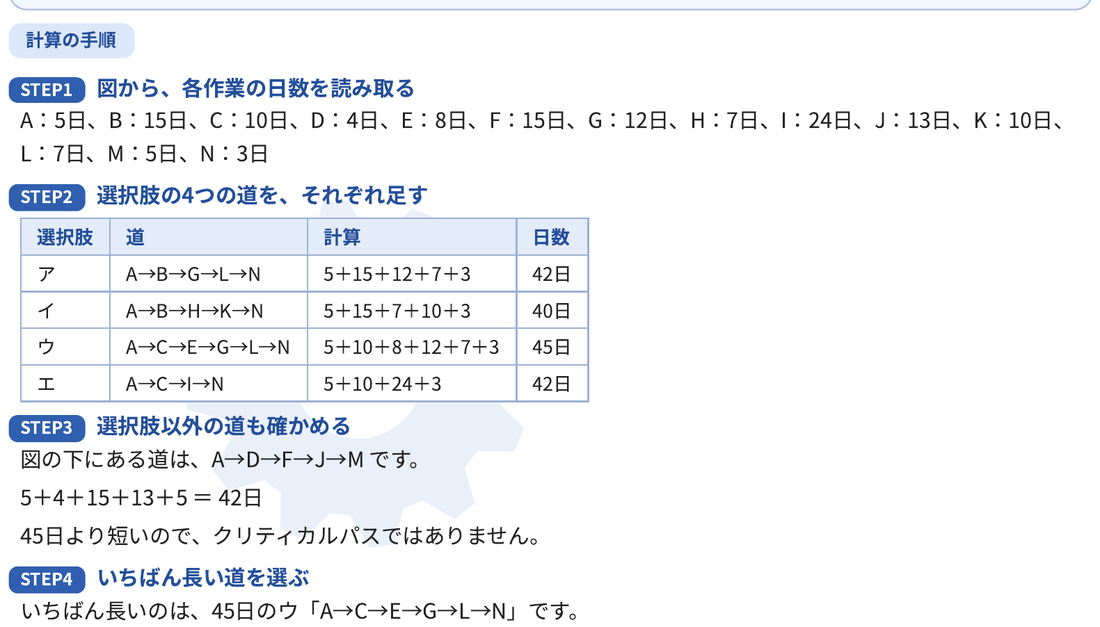 計算の手順
STEP1 図から、各作業の日数を読み取る
A：5日、B：15日、C：10日、D：4日、E：8日、F：15日、G：12日、H：7日、I：24日、J：13日、K：10日、
L：7日、M：5日、N：3日
STEP2 選択肢の4つの道を、それぞれ足す
選択肢 道 計算 日数
ア A→B→G→L→N 5＋15＋12＋7＋3 42日
イ A→B→H→K→N 5＋15＋7＋10＋3 40日
ウ A→C→E→G→L→N 5＋10＋8＋12＋7＋3 45日
エ A→C→I→N 5＋10＋24＋3 42日
STEP3 選択肢以外の道も確かめる
図の下にある道は、A→D→F→J→M です。
5＋4＋15＋13＋5 ＝ 42日
45日より短いので、クリティカルパスではありません。
STEP4 いちばん長い道を選ぶ
いちばん長いのは、45日のウ「A→C→E→G→L→N」です。